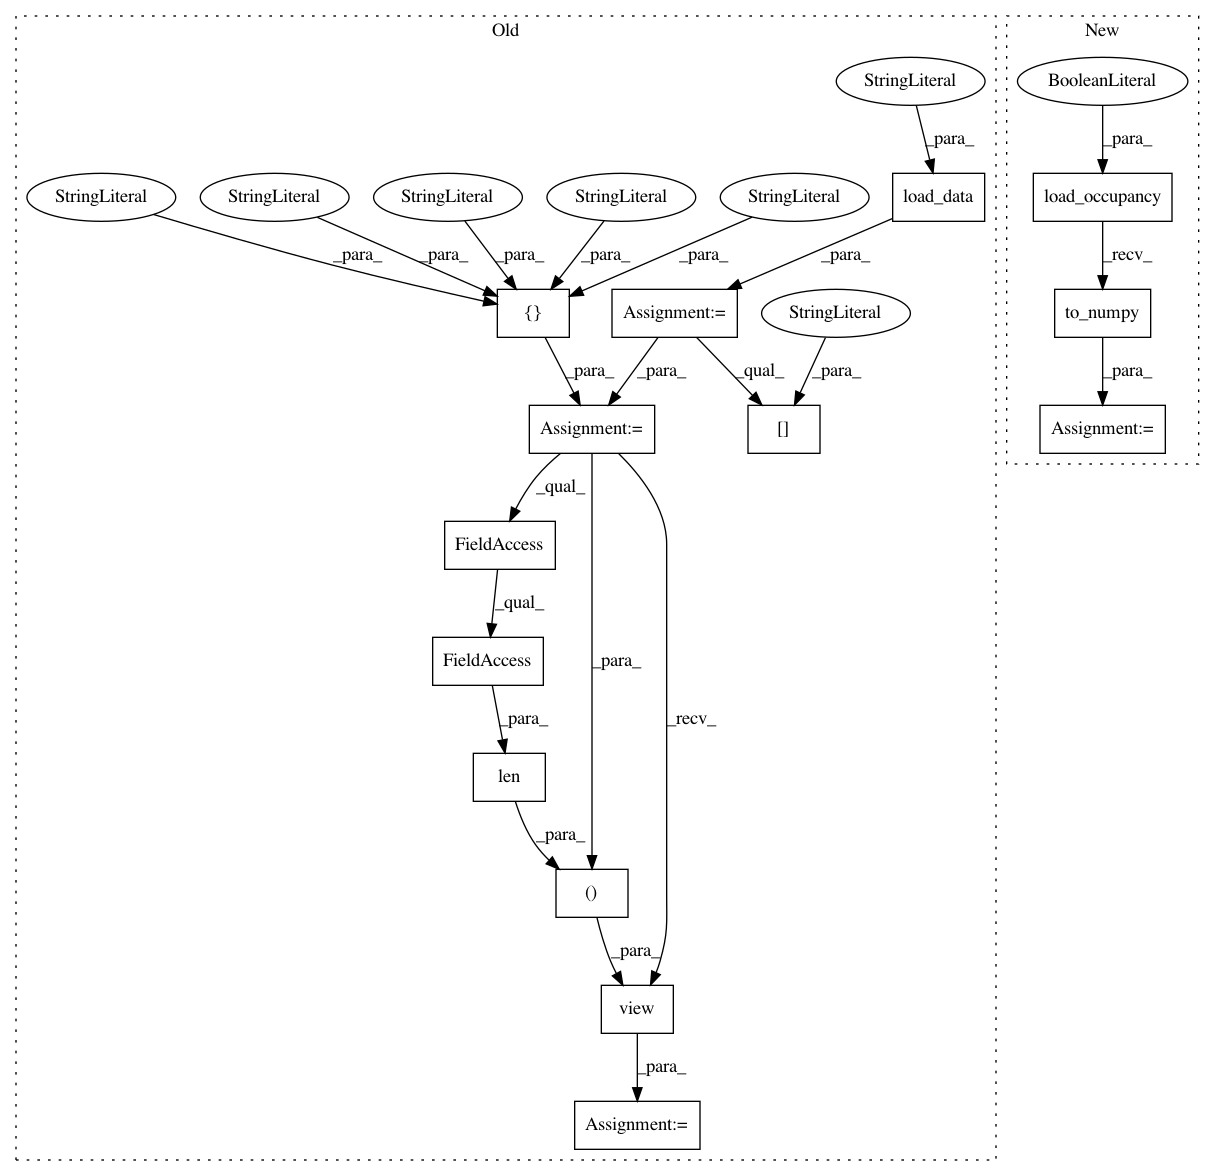 Old
New
StringLiteral
BooleanLiteral
_para_
_para_
StringLiteral
StringLiteral
StringLiteral
StringLiteral
StringLiteral
load_data
load_occupancy
_para_
_para_
_para_
_para_
_para_
_para_
_recv_
{}
Assignment:=
StringLiteral
to_numpy
_para_
_para_
_qual_
_para_
_para_
Assignment:=
[]
Assignment:=
_qual_
FieldAccess
_qual_
FieldAccess
_para_
_para_
_recv_
len
_para_
()
_para_
view
_para_
Assignment:=